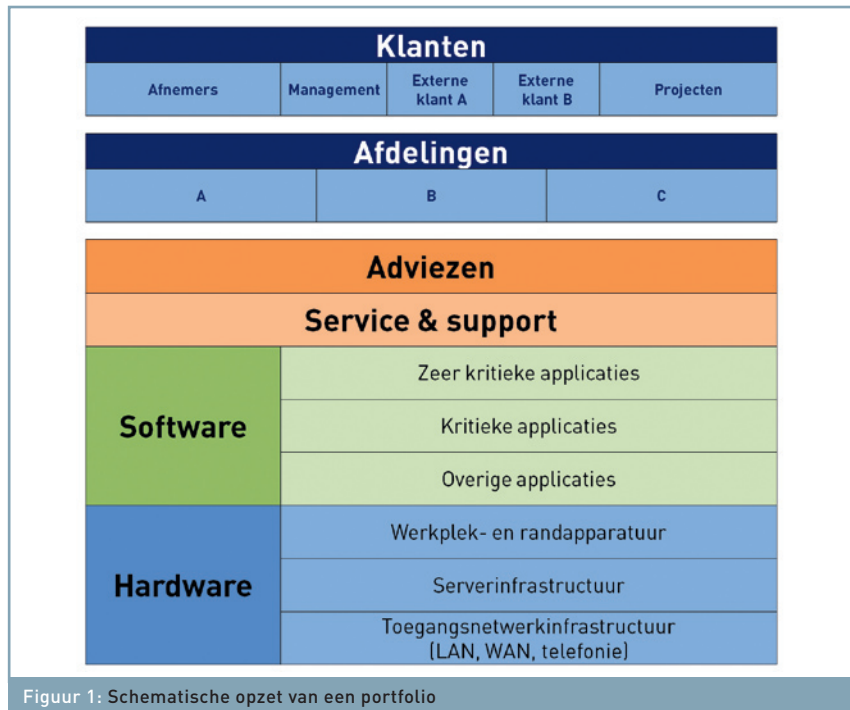 Klanten
Afnemers
Management
Externe
klant A
Externe
klant B
Projecten
Afdelingen
A
B
C
Adviezen
Service & support
Software
Zeer kritieke applicaties
Kritieke applicaties
Overige applicaties
Hardware
Werkplek- en randapparatuur
Serverinfrastructuur
Toegangsnetwerkinfrastructuur
(LAN, WAN, telefonie)
Figuur 1: Schematische opzet van een portfolio